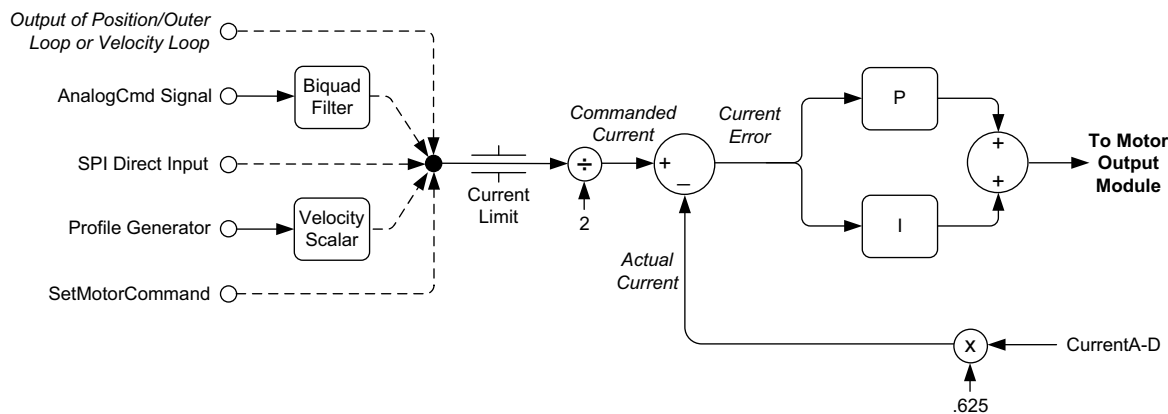 Output of Position/Outer
Loop or Velocity Loop
AnalogCmd Signal
Biquad
Filter
SPI Direct Input
Profile Generator
Velocity
Scalar
SetMotorCommand
Current
Limit
÷
2
Commanded
Current
+
–
Current
Error
P
I
+
+
To Motor
Output
Module
Actual
Current
x
CurrentA-D
.625